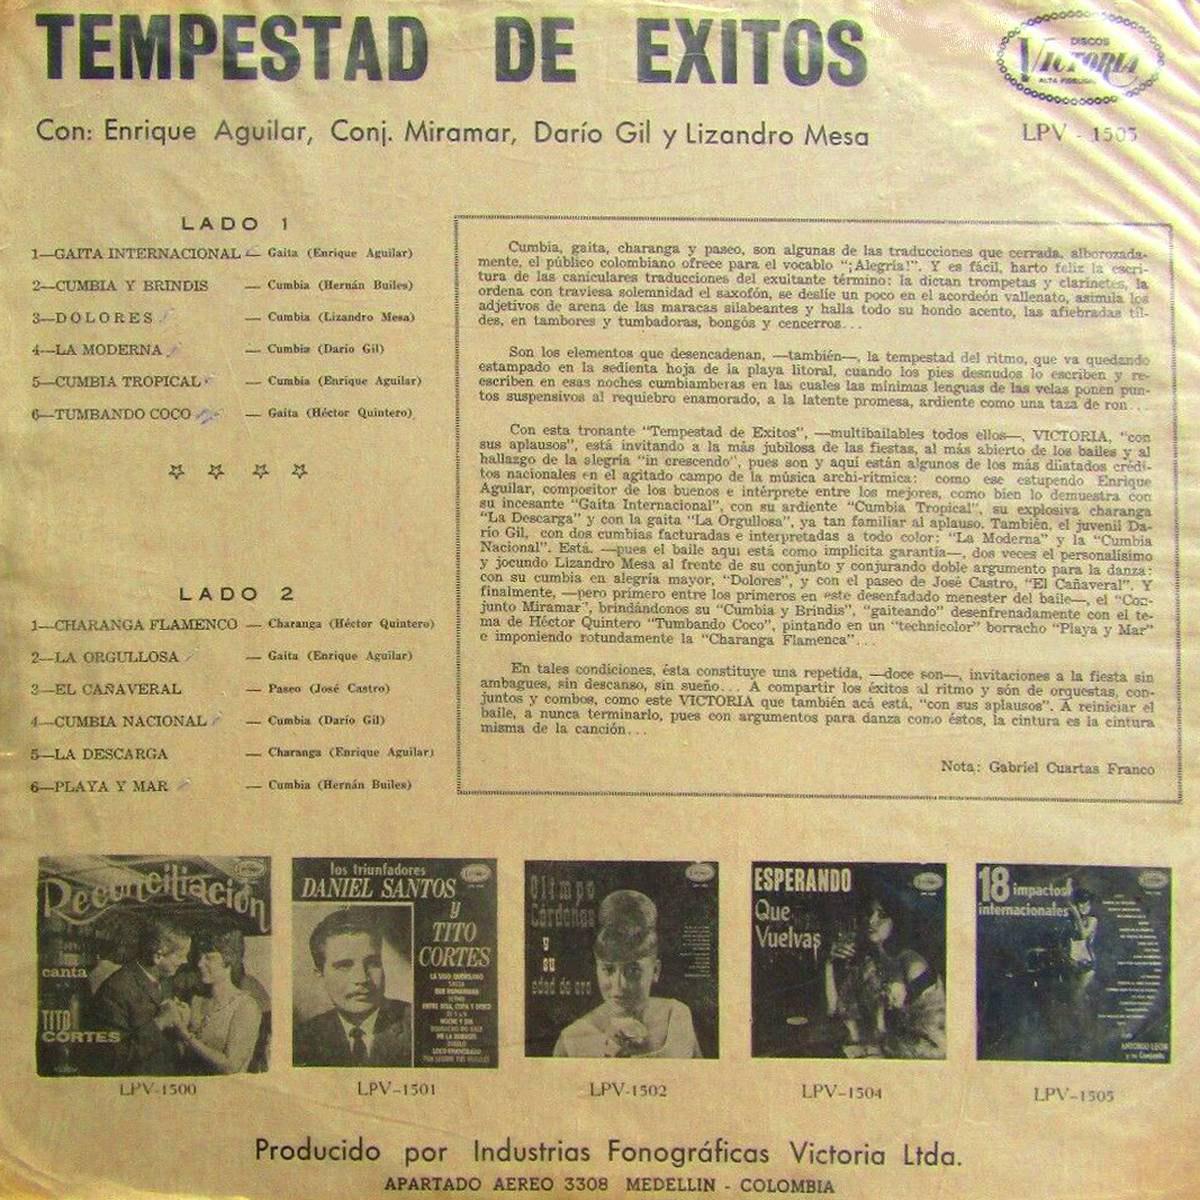 TEMPESTAD DE EXITOS
DISCOS
VICTORIA
ALTA FIDELIDAD
Con: Enrique Aguilar, Conj. Miramar, Darío Gil y Lizandro Mesa
LPV - 1503
LADO 1
1—GAITA INTERNACIONAL — Gaita (Enrique Aguilar)
2—CUMBIA Y BRINDIS — Cumbia (Hernán Builes)
3—DOLORES — Cumbia (Lizandro Mesa)
4—LA MODERNA — Cumbia (Darío Gil)
5—CUMBIA TROPICAL — Cumbia (Enrique Aguilar)
6—TUMBANDO COCO — Gaita (Héctor Quintero)
LADO 2
1—CHARANGA FLAMENCO — Charanga (Héctor Quintero)
2—LA ORGULLOSA — Gaita (Enrique Aguilar)
3—EL CAÑAVERAL — Paseo (José Castro)
4—CUMBIA NACIONAL — Cumbia (Darío Gil)
5—LA DESCARGA — Charanga (Enrique Aguilar)
6—PLAYA Y MAR — Cumbia (Hernán Builes)
Cumbia, gaita, charanga y paseo, son algunas de las traducciones que cerrada, alborozada-
mente, el público colombiano ofrece para el vocablo "¡Alegría!". Y es fácil, harto feliz la escri-
tura de las caniculares traducciones del exultante término: la dictan trompetas y clarinetes, la
ordena con traviesa solemnidad el saxofón, se deslíe un poco en el acordeón vallenato, asimila los
adjetivos de arena de las maracas silabeantes y halla todo su hondo acento, las afiebradas til-
des, en tambores y tumbadoras, bongós y cencerros...
Son los elementos que desencadenan, —también—, la tempestad del ritmo, que va quedando
estampado en la sedienta hoja de la playa litoral, cuando los pies desnudos lo escriben y re-
escriben en esas noches cumbiamberas en las cuales las mínimas lenguas de las velas ponen pun-
tos suspensivos al requiebro enamorado, a la latente promesa, ardiente como una taza de ron...
Con esta tronante "Tempestad de Exitos", —multibailables todos ellos—, VICTORIA, "con
sus aplausos", está invitando a la más jubilosa de las fiestas, al más abierto de los bailes y al
hallazgo de la alegría "in crescendo", pues son y aquí están algunos de los más dilatados crédi-
tos nacionales en el agitado campo de la música archi-rítmica: como ese estupendo Enrique
Aguilar, compositor de los buenos e intérprete entre los mejores, como bien lo demuestra con
su incesante "Gaita Internacional", con su ardiente "Cumbia Tropical", su explosiva charanga
"La Descarga" y con la gaita "La Orgullosa", ya tan familiar al aplauso. También, el juvenil Da-
río Gil, con dos cumbias facturadas e interpretadas a todo color: "La Moderna" y la "Cumbia
Nacional". Está. —pues el baile aquí está como implícita garantía—, dos veces el personalísimo
y jocundo Lizandro Mesa al frente de su conjunto y conjurando doble argumento para la danza:
con su cumbia en alegría mayor, "Dolores", y con el paseo de José Castro, "El Cañaveral". Y
finalmente, —pero primero entre los primeros en este desenfadado menester del baile—, el "Con-
junto Miramar", brindándonos su "Cumbia y Brindis", "gaiteando" desenfrenadamente con el te-
ma de Héctor Quintero "Tumbando Coco", pintando en un "technicolor" borracho "Playa y Mar"
e imponiendo rotundamente la "Charanga Flamenca"...
En tales condiciones, ésta constituye una repetida, —doce son—, invitaciones a la fiesta sin
ambagues, sin descanso, sin sueño... A compartir los éxitos al ritmo y són de orquestas, con-
juntos y combos, como este VICTORIA que también acá está, "con sus aplausos". A reiniciar el
baile, a nunca terminarlo, pues con argumentos para danza como éstos, la cintura es la cintura
misma de la canción...
Nota: Gabriel Cuartas Franco
Reconciliación
canta
TITO
CORTES
los triunfadores
DANIEL SANTOS
y
TITO
CORTES
Olimpo
Cárdenas
y
su
edad de oro
ESPERANDO
Que
Vuelvas
18 impactos
internacionales
ANTONIO LEON
y su Conjunto
LPV-1500
LPV-1501
LPV-1502
LPV-1504
LPV-1505
Producido por Industrias Fonográficas Victoria Ltda.
APARTADO AEREO 3308 MEDELLIN - COLOMBIA